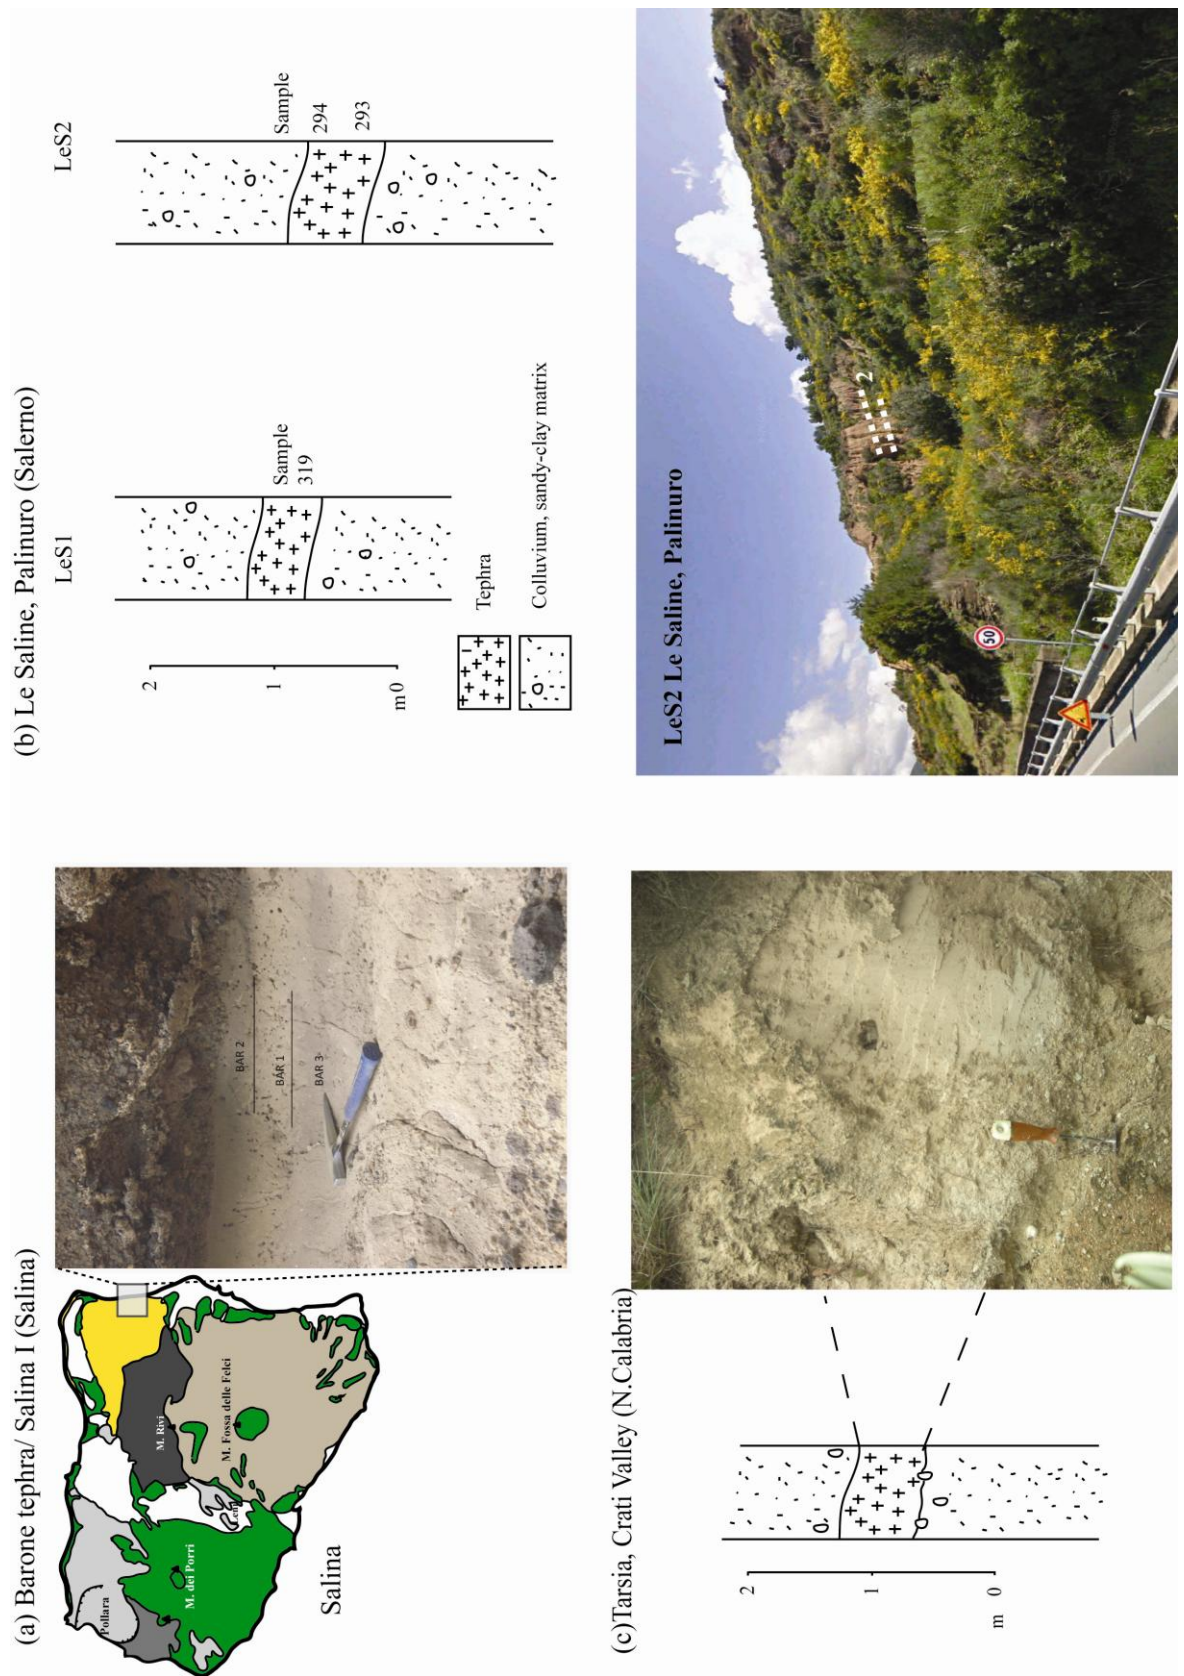 (a) Barone tephra/ Salina I (Salina)
Pollara
M. dei Porri
M. Rivi
M. Fossa delle Felci
Salina
BAR 2
BAR 1
BAR 3
(b) Le Saline, Palinuro (Salerno)
LeS1
LeS2
2
1
m 0
Sample
319
Sample
294
293
Tephra
Colluvium, sandy-clay matrix
(c)Tarsia, Crati Valley (N.Calabria)
2
1
0
m
LeS2 Le Saline, Palinuro
2
50